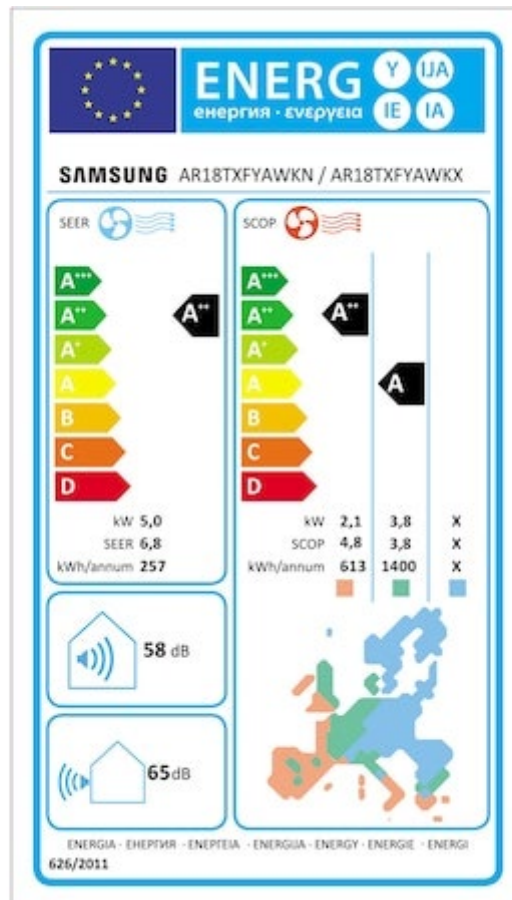 ENERG
енергия · ενεργεια
Y IJA
IE IA
SAMSUNG AR18TXFYAWKN / AR18TXFYAWKX
SEER
A+++
A++
A+
A
B
C
D
A++
kW 5,0
SEER 6,8
kWh/annum 257
SCOP
A+++
A++
A+
A
B
C
D
A++
A
kW 2,1 3,8 X
SCOP 4,8 3,8 X
kWh/annum 613 1400 X
58 dB
65dB
ENERGIA - ЕНЕРГИЯ - ΕΝΕΡΓΕΙΑ - ENERGIJA - ENERGY - ENERGIE - ENERGI
626/2011